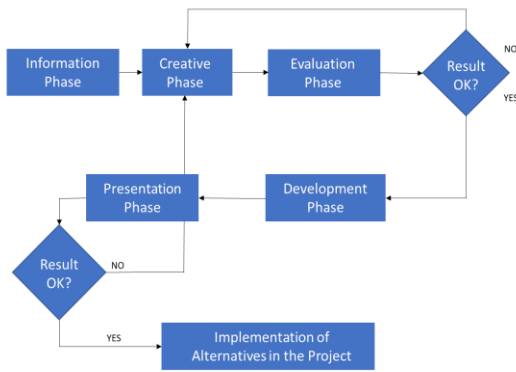 Information
Phase
Creative
Phase
Evaluation
Phase
Result
OK?
NO
YES
Presentation
Phase
Development
Phase
Result
OK?
NO
YES
Implementation of
Alternatives in the Project